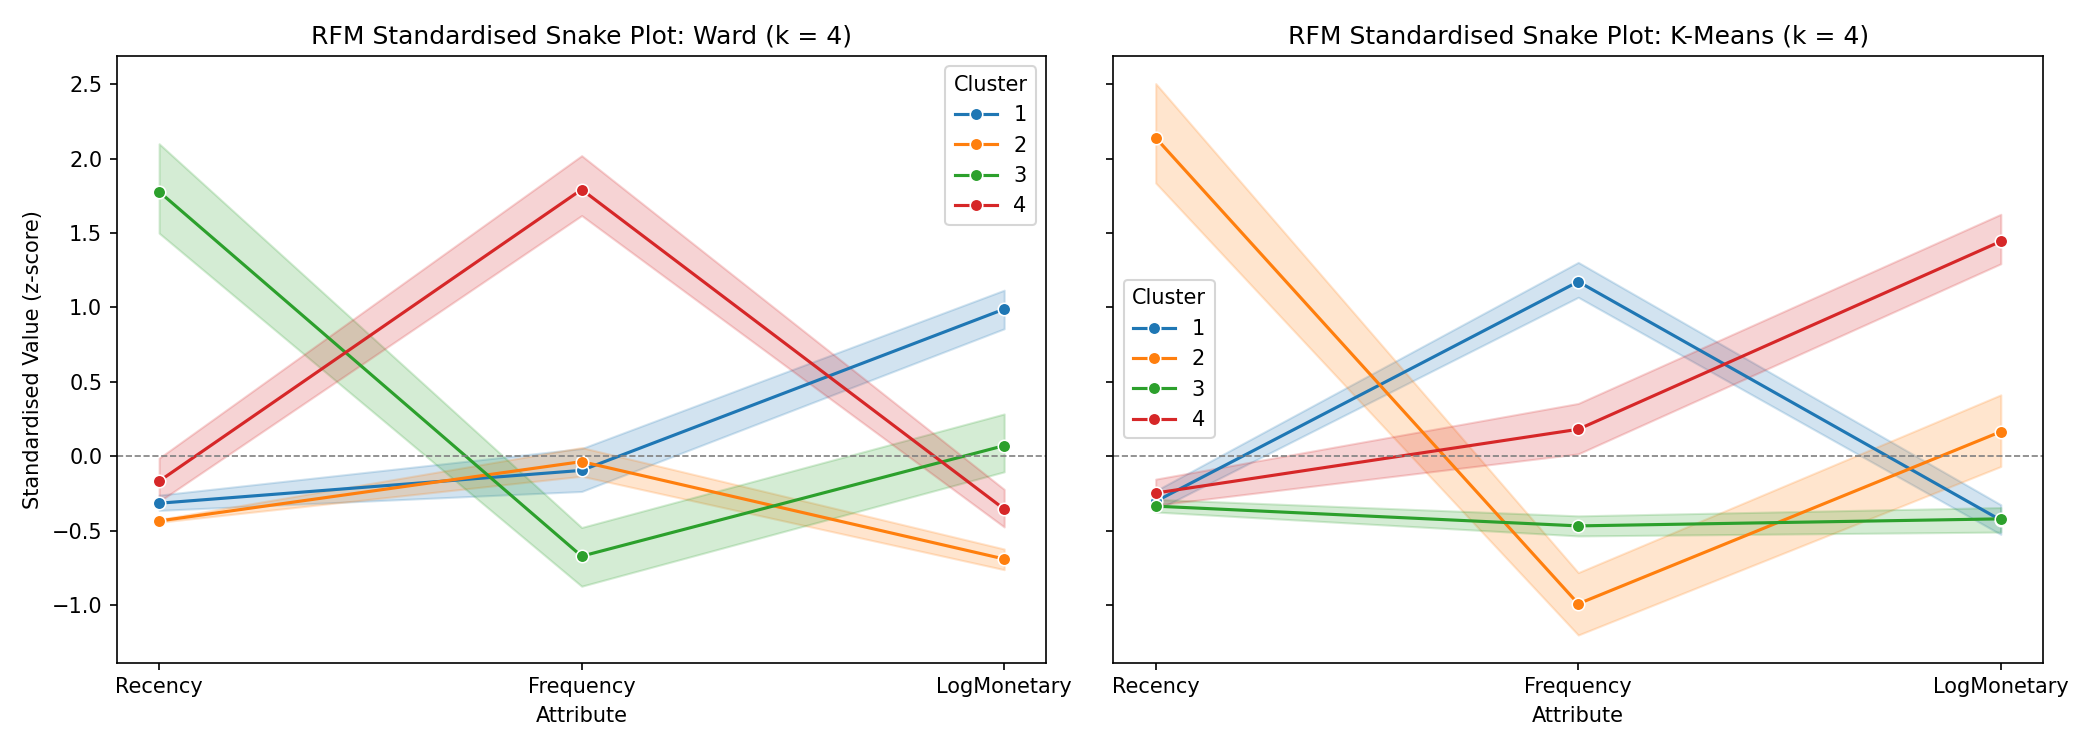 RFM Standardised Snake Plot: Ward (k = 4)
Standardised Value (z-score)
2.5
2.0
1.5
1.0
0.5
0.0
−0.5
−1.0
Cluster
1
2
3
4
Recency
Frequency
LogMonetary
Attribute
RFM Standardised Snake Plot: K-Means (k = 4)
Cluster
1
2
3
4
Recency
Frequency
LogMonetary
Attribute